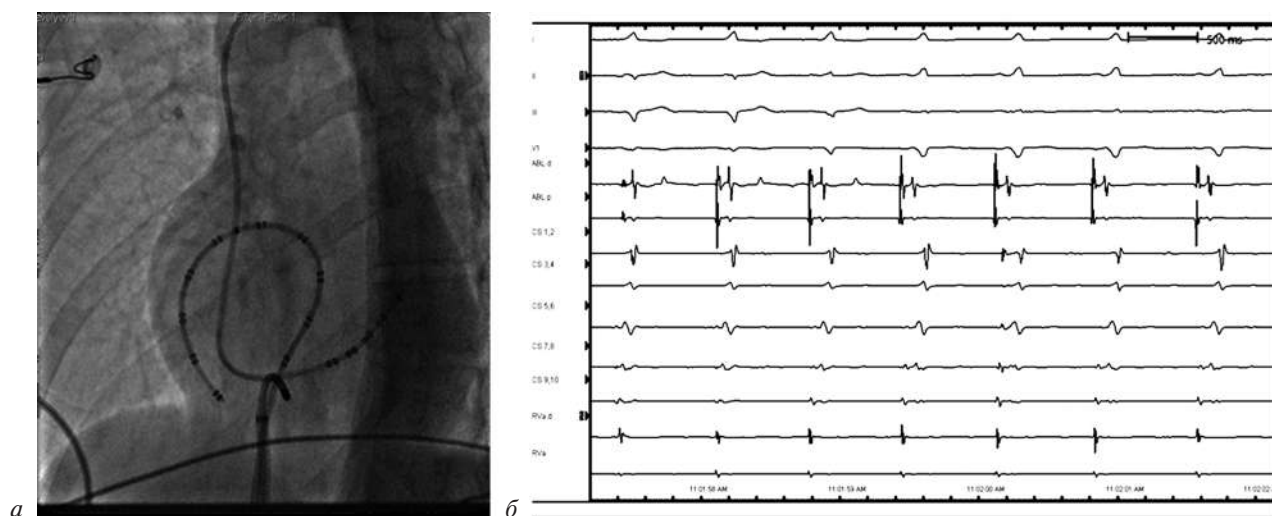 500 ms
I
II
III
V1
ABL d
ABL p
CS 1,2
CS 3,4
CS 5,6
CS 7,8
CS 9,10
RVa d
RVa
11:01:58 AM
11:01:59 AM
11:02:00 AM
11:02:01 AM
а
б